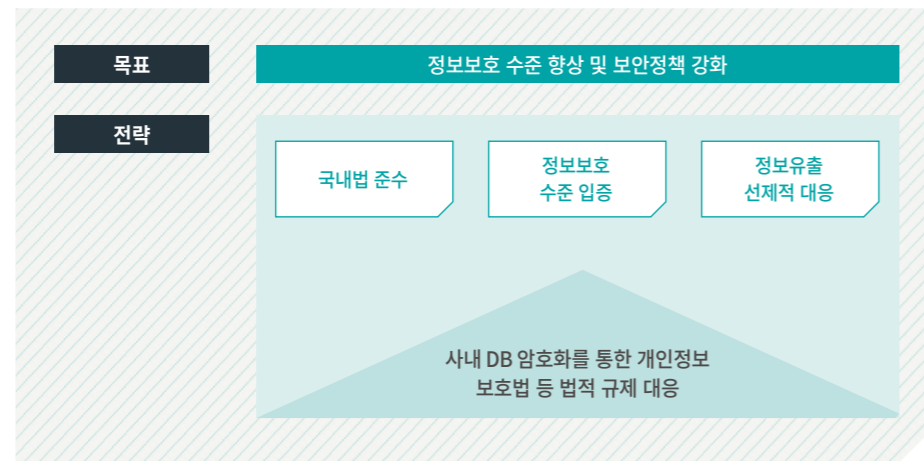 목표
정보보호 수준 향상 및 보안정책 강화
전략
국내법 준수
정보보호
수준 입증
정보유출
선제적 대응
사내 DB 암호화를 통한 개인정보
보호법 등 법적 규제 대응